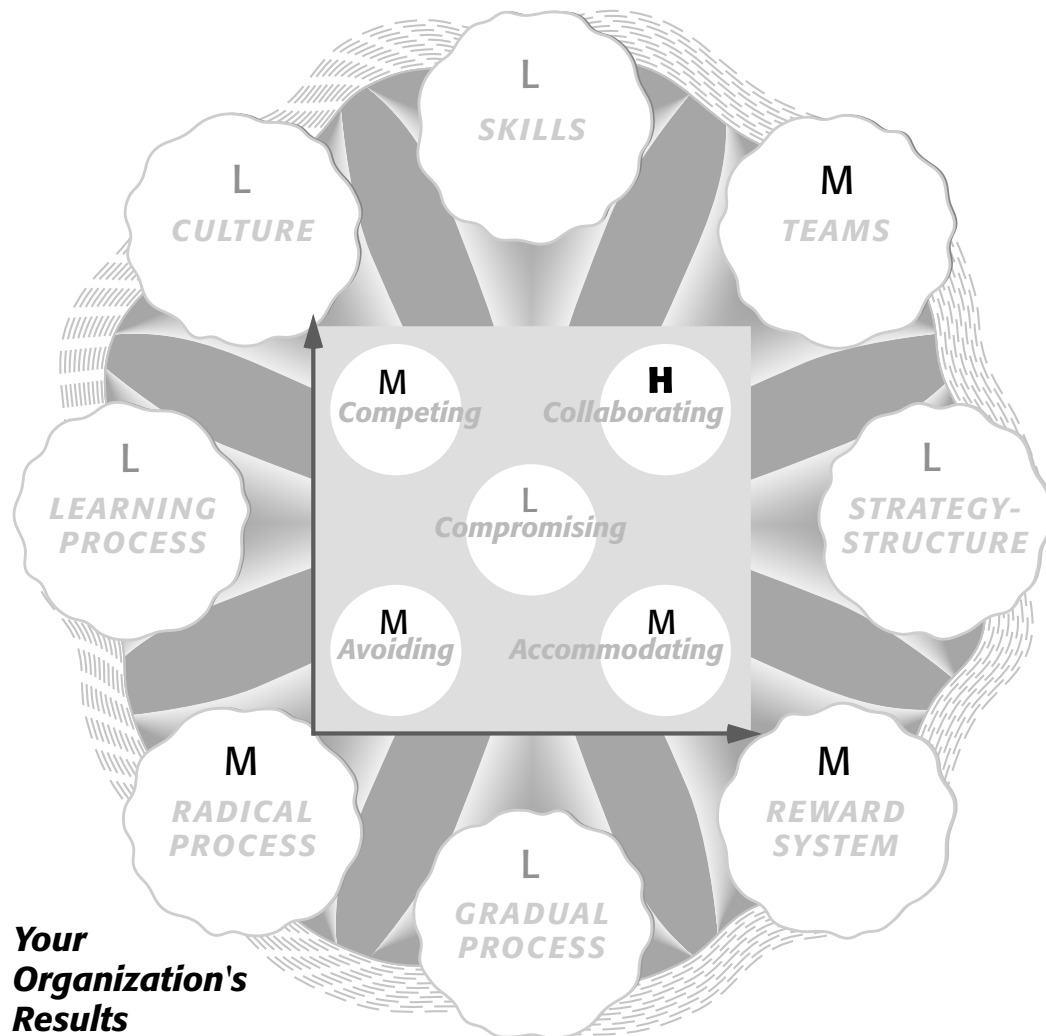 L
SKILLS
L
CULTURE
M
TEAMS
M
Competing
H
Collaborating
L
LEARNING
PROCESS
L
Compromising
L
STRATEGY-
STRUCTURE
M
Avoiding
M
Accommodating
M
RADICAL
PROCESS
M
REWARD
SYSTEM
L
GRADUAL
PROCESS
Your
Organization's
Results